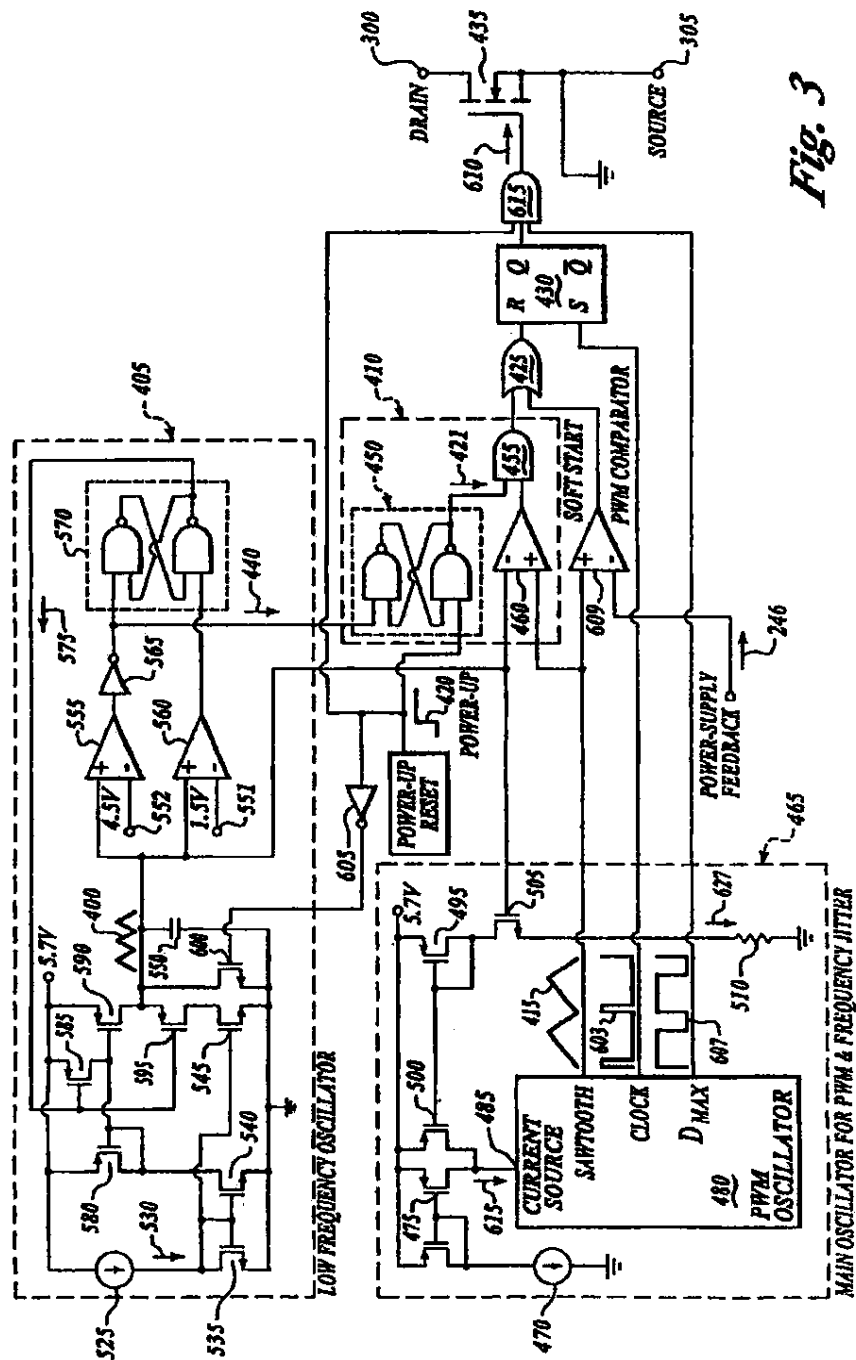 525
535
530
580
540
585
590
5.7V
595
545
400
550
600
4.5V
552
1.5V
551
555
560
+
-
+
-
565
575
570
440
405
LOW FREQUENCY OSCILLATOR
605
POWER-UP RESET
420
POWER-UP
450
421
410
455
460
-
+
SOFT START
425
609
+
-
PWM COMPARATOR
246
POWER-SUPPLY FEEDBACK
R
Q
430
S
Q
615
610
DRAIN
300
435
SOURCE
305
5.7V
470
475
500
495
505
485
615
CURRENT SOURCE
SAWTOOTH
CLOCK
DMAX
480
PWM OSCILLATOR
415
603
607
627
510
465
MAIN OSCILLATOR FOR PWM & FREQUENCY JITTER
Fig. 3